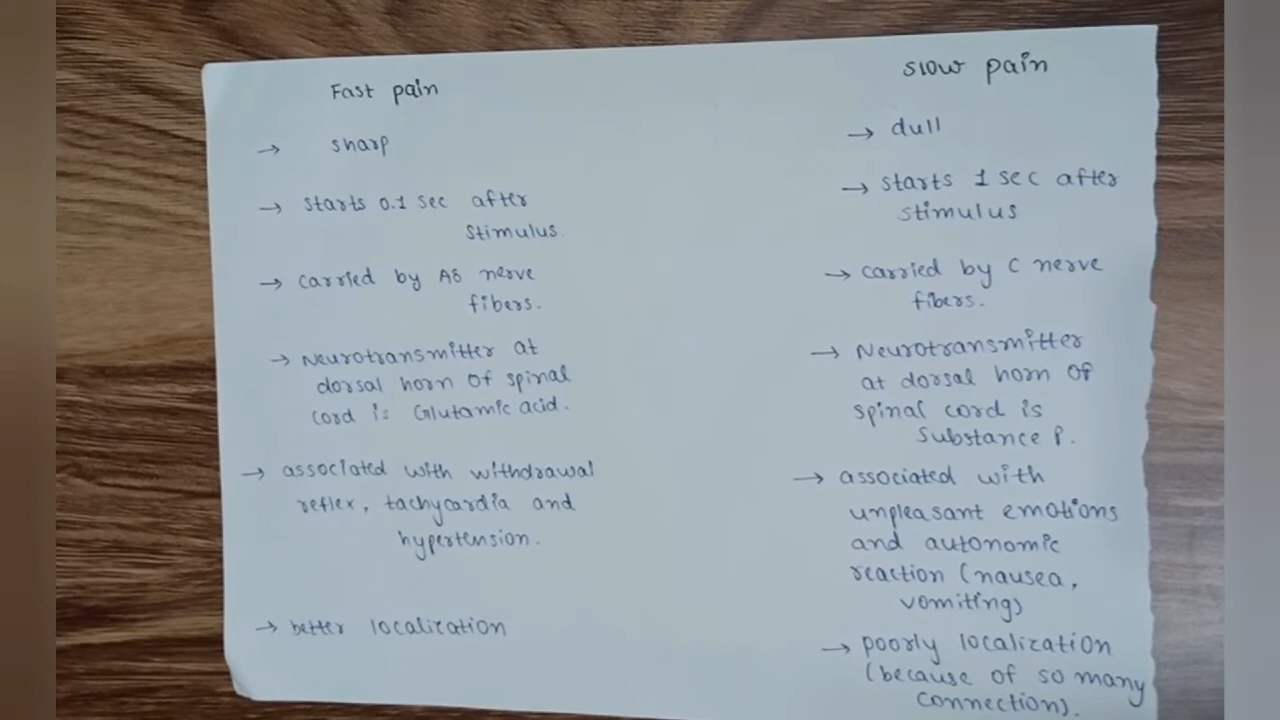 Fast pain
→ sharp
→ starts 0.1 sec after
stimulus.
→ carried by Aδ nerve
fibers.
→ Neurotransmitter at
dorsal horn of spinal
cord is Glutamic acid.
→ associated with withdrawal
reflex, tachycardia and
hypertension.
→ better localization
slow pain
→ dull
→ starts 1 sec after
stimulus
→ carried by C nerve
fibers.
→ Neurotransmitter
at dorsal horn of
spinal cord is
Substance P.
→ associated with
unpleasant emotions
and autonomic
reaction (nausea,
vomiting)
→ poorly localization
(because of so many
connection).